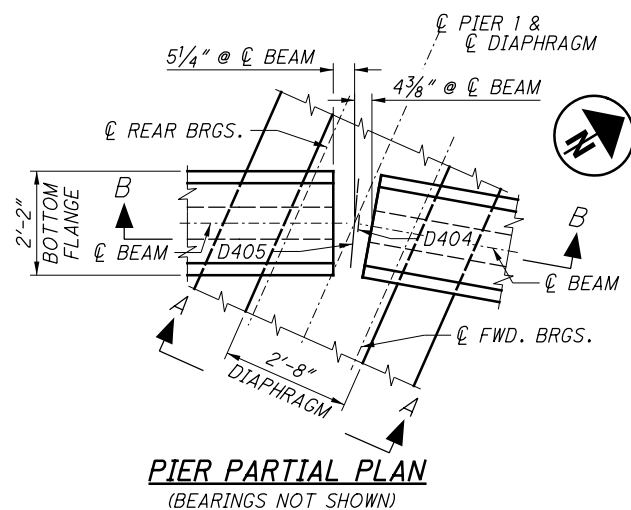 ℄ PIER 1 &
℄ DIAPHRAGM
5¼" @ ℄ BEAM
4⅜" @ ℄ BEAM
℄ REAR BRGS.
N
B
B
2'-2"
BOTTOM
FLANGE
℄ BEAM
D405
D404
℄ BEAM
A
℄ FWD. BRGS.
2'-8"
DIAPHRAGM
A
PIER PARTIAL PLAN
(BEARINGS NOT SHOWN)